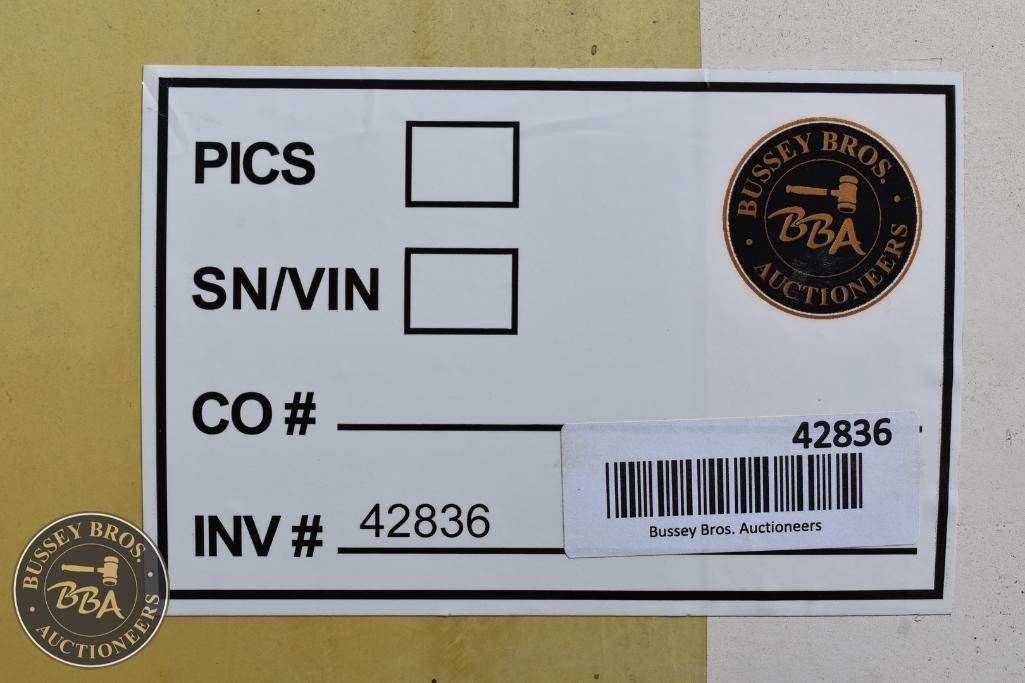 PICS
BUSSEY BROS.
BBA
AUCTIONEERS
SN/VIN
CO #
42836
Bussey Bros. Auctioneers
INV # 42836
BUSSEY BROS.
BBA
AUCTIONEERS